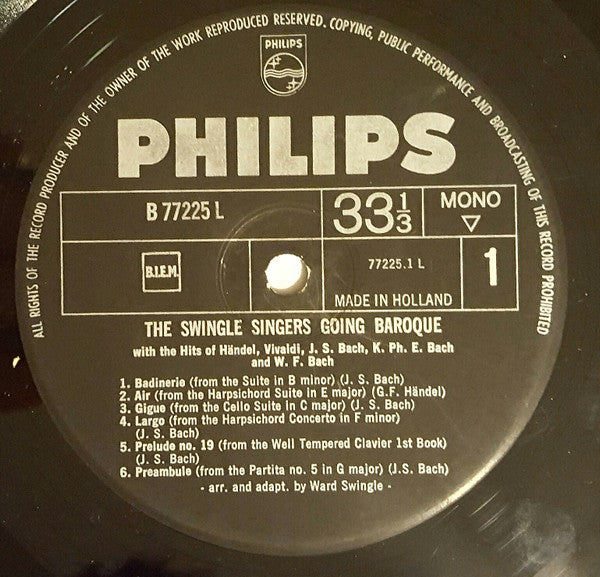 ALL RIGHTS OF THE RECORD PRODUCER AND OF THE OWNER OF THE WORK REPRODUCED RESERVED. COPYING, PUBLIC PERFORMANCE AND BROADCASTING OF THIS RECORD PROHIBITED
PHILIPS
PHILIPS
B 77225 L
33 1/3
MONO
B.I.E.M.
77225.1 L
1
MADE IN HOLLAND
THE SWINGLE SINGERS GOING BAROQUE
with the Hits of Händel, Vivaldi, J. S. Bach, K. Ph. E. Bach
and W. F. Bach
1. Badinerie (from the Suite in B minor) (J. S. Bach)
2. Air (from the Harpsichord Suite in E major) (G.F. Händel)
3. Gigue (from the Cello Suite in C major) (J. S. Bach)
4. Largo (from the Harpsichord Concerto in F minor)
(J. S. Bach)
5. Prelude no. 19 (from the Well Tempered Clavier 1st Book)
(J. S. Bach)
6. Preambule (from the Partita no. 5 in G major) (J.S. Bach)
- arr. and adapt. by Ward Swingle -